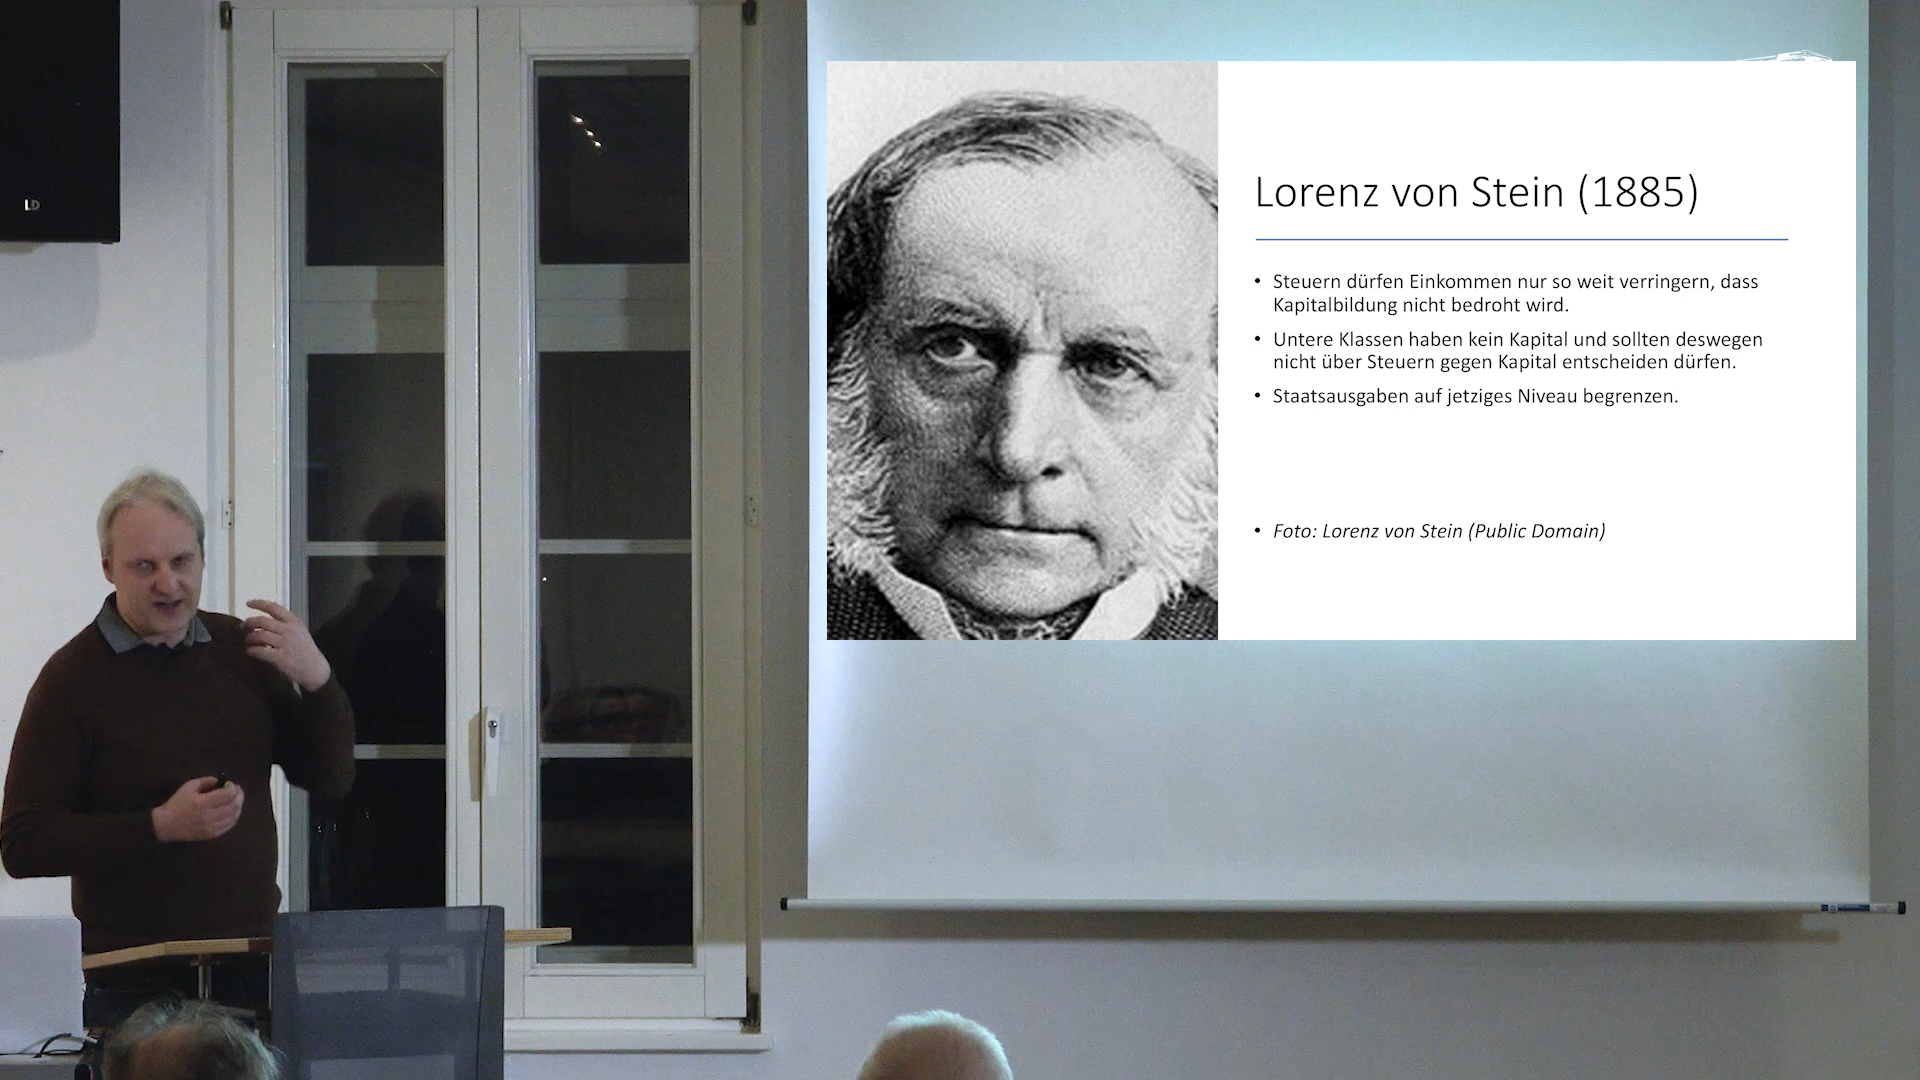 LD
Lorenz von Stein (1885)
• Steuern dürfen Einkommen nur so weit verringern, dass
Kapitalbildung nicht bedroht wird.
• Untere Klassen haben kein Kapital und sollten deswegen
nicht über Steuern gegen Kapital entscheiden dürfen.
• Staatsausgaben auf jetziges Niveau begrenzen.
• Foto: Lorenz von Stein (Public Domain)